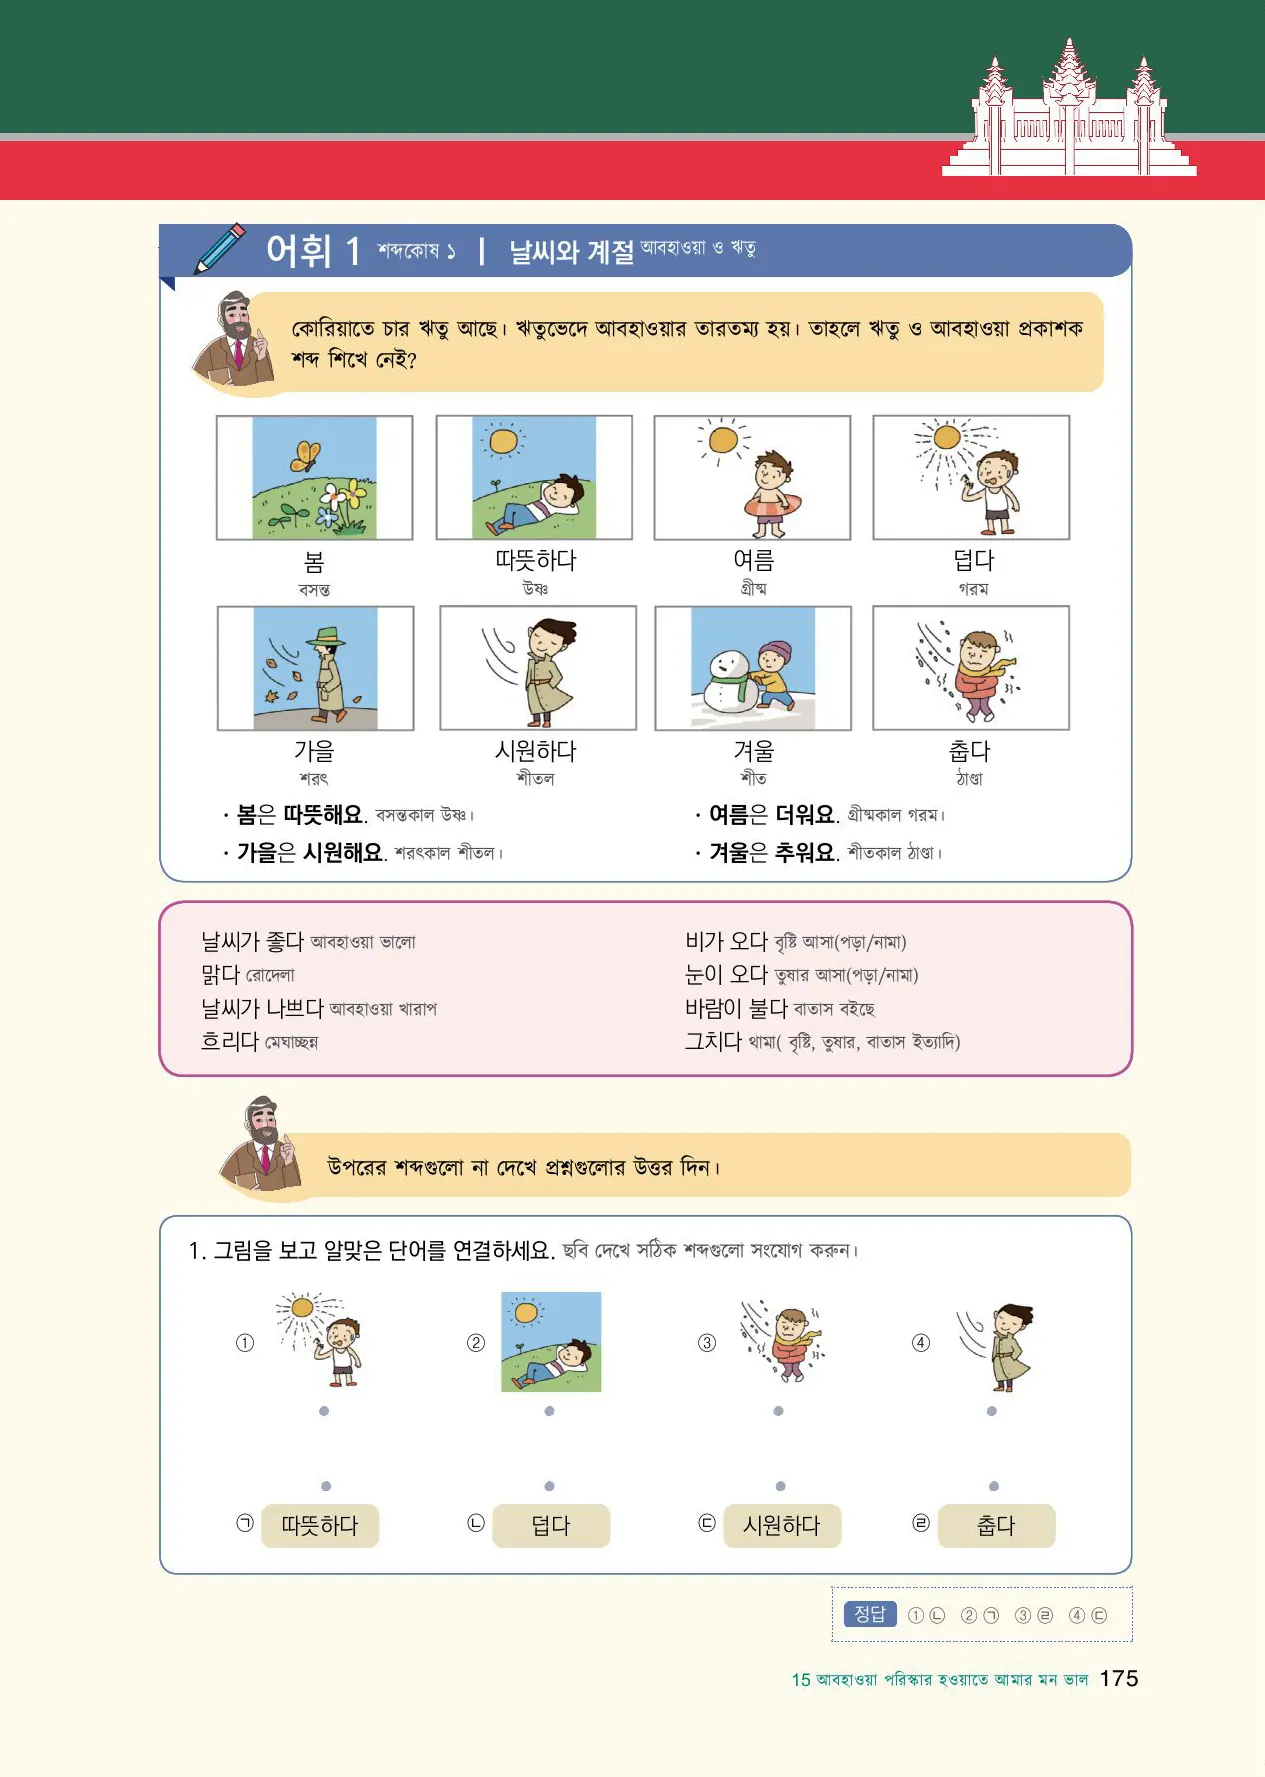 어휘 1 শব্দকোষ ১ | 날씨와 계절 আবহাওয়া ও ঋতু
কোরিয়াতে চার ঋতু আছে। ঋতুভেদে আবহাওয়ার তারতম্য হয়। তাহলে ঋতু ও আবহাওয়া প্রকাশক
শব্দ শিখে নেই?
봄 따뜻하다 여름 덥다
বসন্ত উষ্ণ গ্রীষ্ম গরম
가을 시원하다 겨울 춥다
শরৎ শীতল শীত ঠাণ্ডা
· 봄은 따뜻해요. বসন্তকাল উষ্ণ। · 여름은 더워요. গ্রীষ্মকাল গরম।
· 가을은 시원해요. শরৎকাল শীতল। · 겨울은 추워요. শীতকাল ঠাণ্ডা।
날씨가 좋다 আবহাওয়া ভালো 비가 오다 বৃষ্টি আসা(পড়া/নামা)
맑다 রোদেলা 눈이 오다 তুষার আসা(পড়া/নামা)
날씨가 나쁘다 আবহাওয়া খারাপ 바람이 불다 বাতাস বইছে
흐리다 মেঘাচ্ছন্ন 그치다 থামা( বৃষ্টি, তুষার, বাতাস ইত্যাদি)
উপরের শব্দগুলো না দেখে প্রশ্নগুলোর উত্তর দিন।
1. 그림을 보고 알맞은 단어를 연결하세요. ছবি দেখে সঠিক শব্দগুলো সংযোগ করুন।
① ② ③ ④
㉠ 따뜻하다 ㉡ 덥다 ㉢ 시원하다 ㉣ 춥다
정답 ① ㉡ ② ㉠ ③ ㉣ ④ ㉢
15 আবহাওয়া পরিস্কার হওয়াতে আমার মন ভাল 175